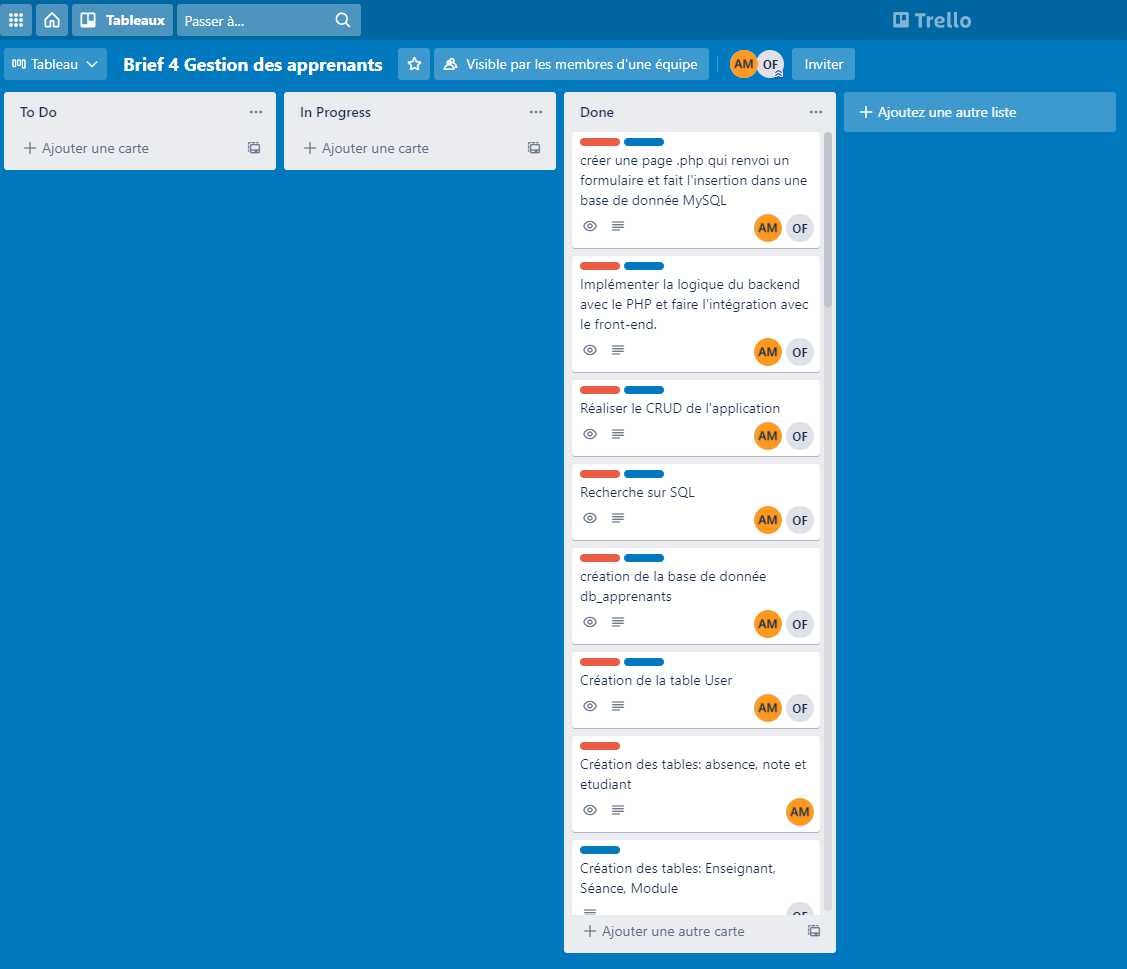 Tableaux
Passer à...
Trello
Tableau
Brief 4 Gestion des apprenants
Visible par les membres d'une équipe
AM
OF
Inviter
To Do
Ajouter une carte
In Progress
Ajouter une carte
Done
créer une page .php qui renvoi un
formulaire et fait l'insertion dans une
base de donnée MySQL
AM
OF
Implémenter la logique du backend
avec le PHP et faire l'intégration avec
le front-end.
AM
OF
Réaliser le CRUD de l'application
AM
OF
Recherche sur SQL
AM
OF
création de la base de donnée
db_apprenants
AM
OF
Création de la table User
AM
OF
Création des tables: absence, note et
etudiant
AM
Création des tables: Enseignant,
Séance, Module
OF
Ajouter une autre carte
Ajoutez une autre liste